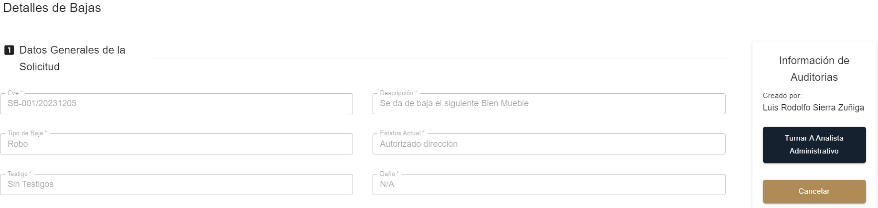 Detalles de Bajas
1 Datos Generales de la
Solicitud
Cve *
SB-001/20231205
Descripción *
Se da de baja el siguiente Bien Mueble
Tipo de Baja *
Robo
Estatus Actual *
Autorizado dirección
Testigo *
Sin Testigos
Daño *
N/A
Información de
Auditorias
Creado por:
Luis Rodolfo Sierra Zuñiga
Turnar A Analista
Administrativo
Cancelar